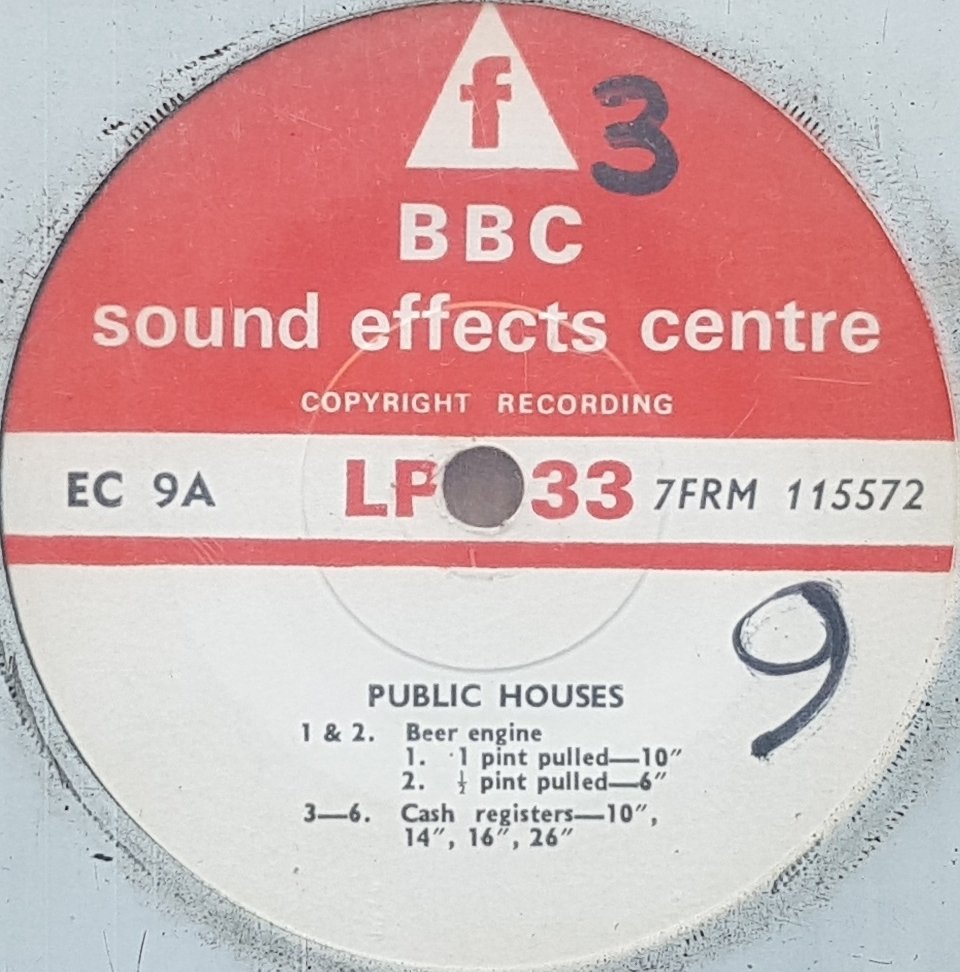 f 3
BBC
sound effects centre
COPYRIGHT RECORDING
EC 9A LP 33 7FRM 115572
9
PUBLIC HOUSES
1 & 2. Beer engine
1. 1 pint pulled—10″
2. ½ pint pulled—6″
3—6. Cash registers—10″,
14″, 16″, 26″